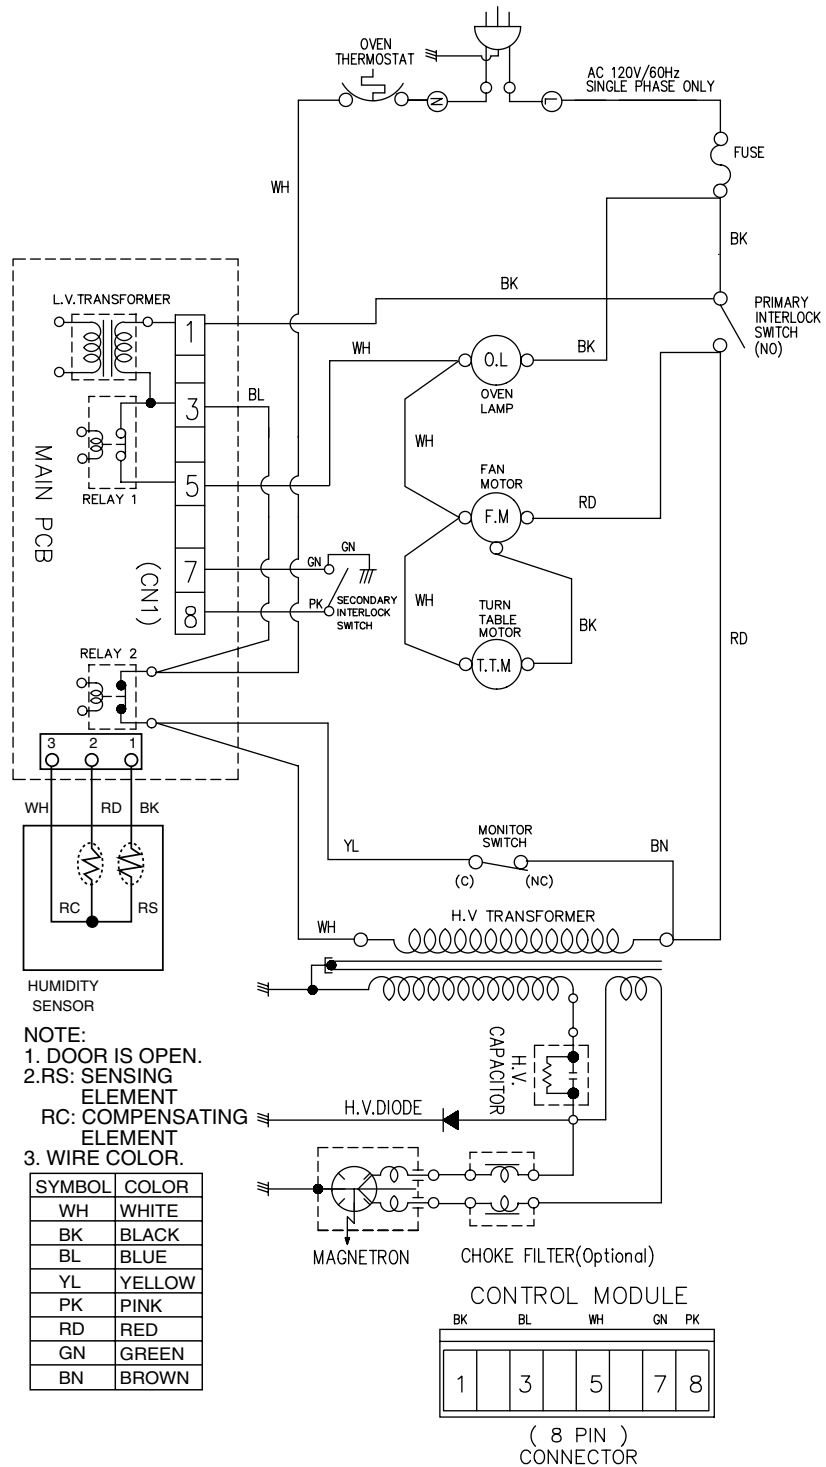 OVEN
THERMOSTAT
N
L
AC 120V/60Hz
SINGLE PHASE ONLY
FUSE
WH
BK
L.V.TRANSFORMER
BK
PRIMARY
INTERLOCK
SWITCH
(NO)
1
WH
O.L
BK
OVEN
LAMP
3
BL
WH
RELAY 1
5
FAN
MOTOR
F.M
RD
MAIN PCB
(CN1)
7
GN
GN
8
PK
SECONDARY
INTERLOCK
SWITCH
WH
TURN
TABLE
MOTOR
T.T.M
BK
RD
RELAY 2
3 2 1
WH RD BK
YL
MONITOR
SWITCH
BN
(C)
(NC)
RC RS
WH
H.V TRANSFORMER
HUMIDITY
SENSOR
H.V.
CAPACITOR
H.V.DIODE
MAGNETRON
CHOKE FILTER(Optional)
NOTE:
1. DOOR IS OPEN.
2.RS: SENSING
ELEMENT
RC: COMPENSATING
ELEMENT
3. WIRE COLOR.
SYMBOL COLOR
WH WHITE
BK BLACK
BL BLUE
YL YELLOW
PK PINK
RD RED
GN GREEN
BN BROWN
CONTROL MODULE
BK BL WH GN PK
1 3 5 7 8
( 8 PIN )
CONNECTOR